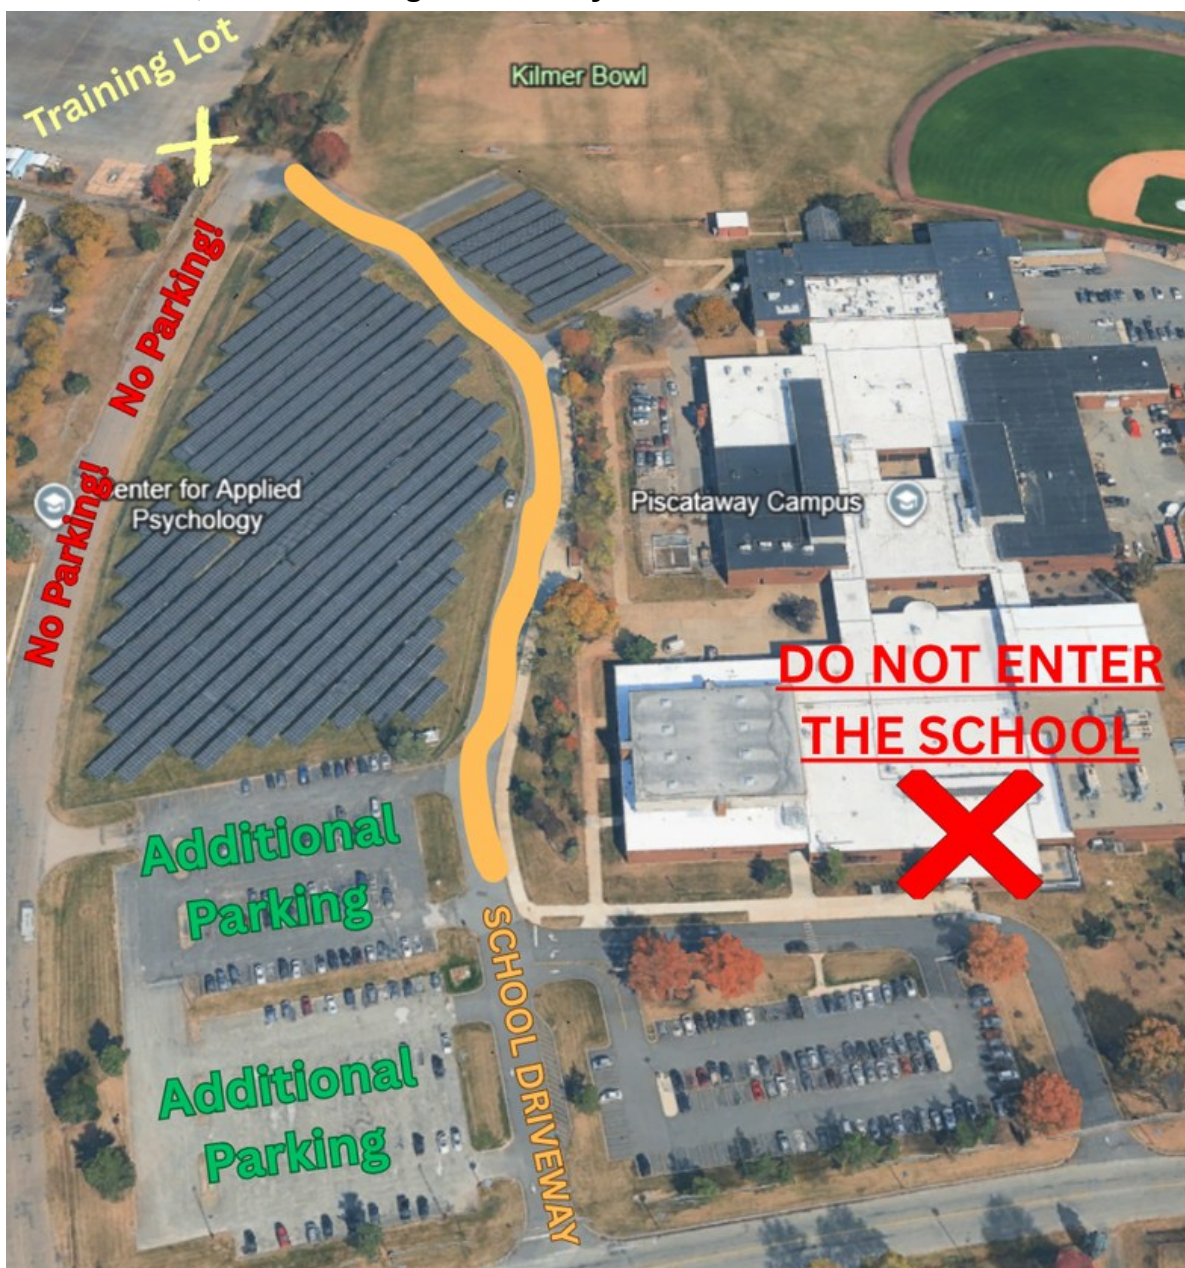 Training Lot
Kilmer Bowl
No Parking!
No Parking!
enter for Applied
Psychology
Piscataway Campus
DO NOT ENTER
THE SCHOOL
Additional
Parking
SCHOOL DRIVEWAY
Additional
Parking